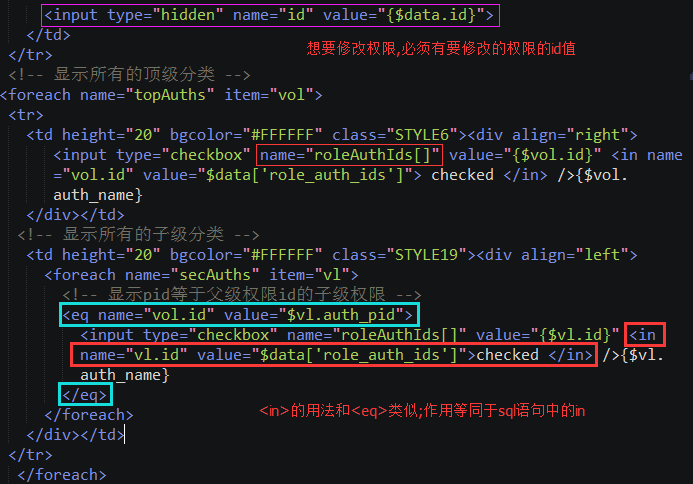 <input type="hidden" name="id" value="{$data.id}">
</td>
想要修改权限,必须有要修改的权限的id值
</tr>
<!-- 显示所有的顶级分类 -->
<foreach name="topAuths" item="vol">
<tr>
<td height="20" bgcolor="#FFFFFF" class="STYLE6"><div align="right">
<input type="checkbox" name="roleAuthIds[]" value="{$vol.id}" <in name
="vol.id" value="$data['role_auth_ids']"> checked </in> />{$vol.
auth_name}
</div></td>
<!-- 显示所有的子级分类 -->
<td height="20" bgcolor="#FFFFFF" class="STYLE19"><div align="left">
<foreach name="secAuths" item="vl">
<!-- 显示pid等于父级权限id的子级权限 -->
<eq name="vol.id" value="$vl.auth_pid">
<input type="checkbox" name="roleAuthIds[]" value="{$vl.id}" <in
name="vl.id" value="$data['role_auth_ids']">checked </in> />{$vl.
auth_name}
</eq>
<in>的用法和<eq>类似;作用等同于sql语句中的in
</foreach>
</div></td>
</tr>
</foreach>